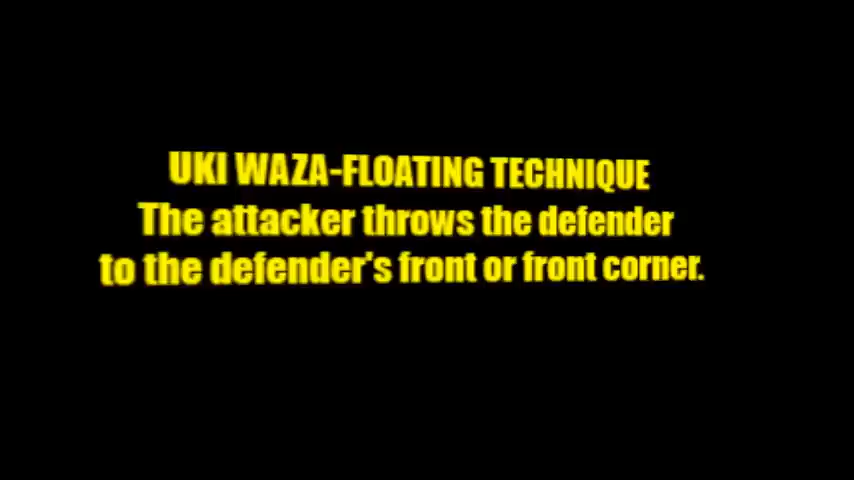 UKI WAZA-FLOATING TECHNIQUE
The attacker throws the defender
to the defender's front or front corner.